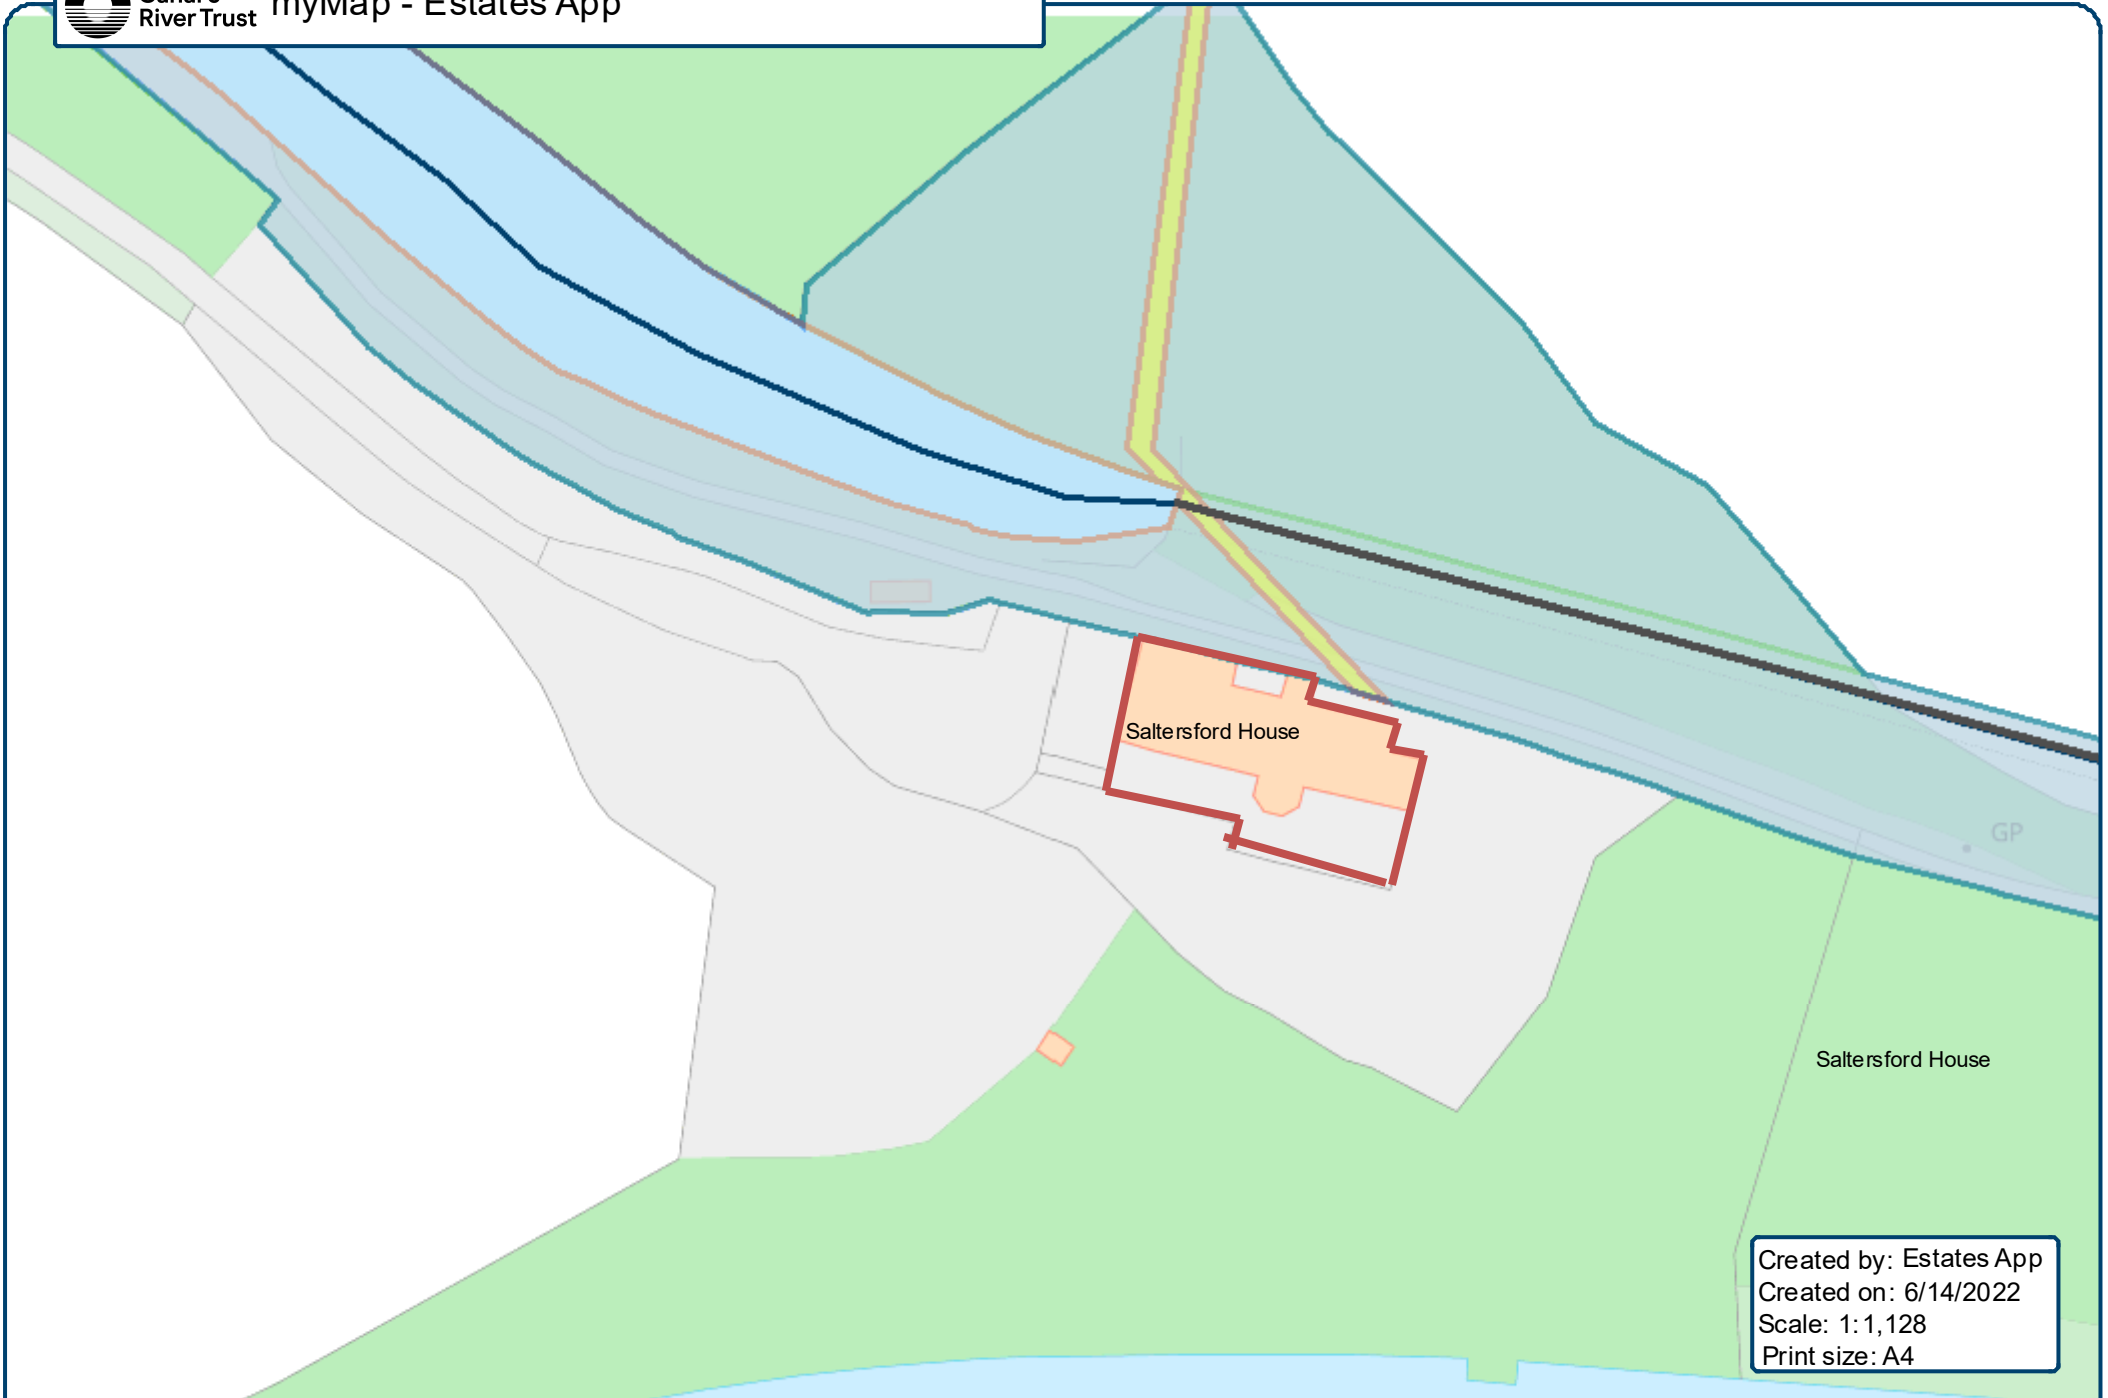 River Trust
myMap - Estates App
Saltersford House
GP
Saltersford House
Created by: Estates App
Created on: 6/14/2022
Scale: 1:1,128
Print size: A4